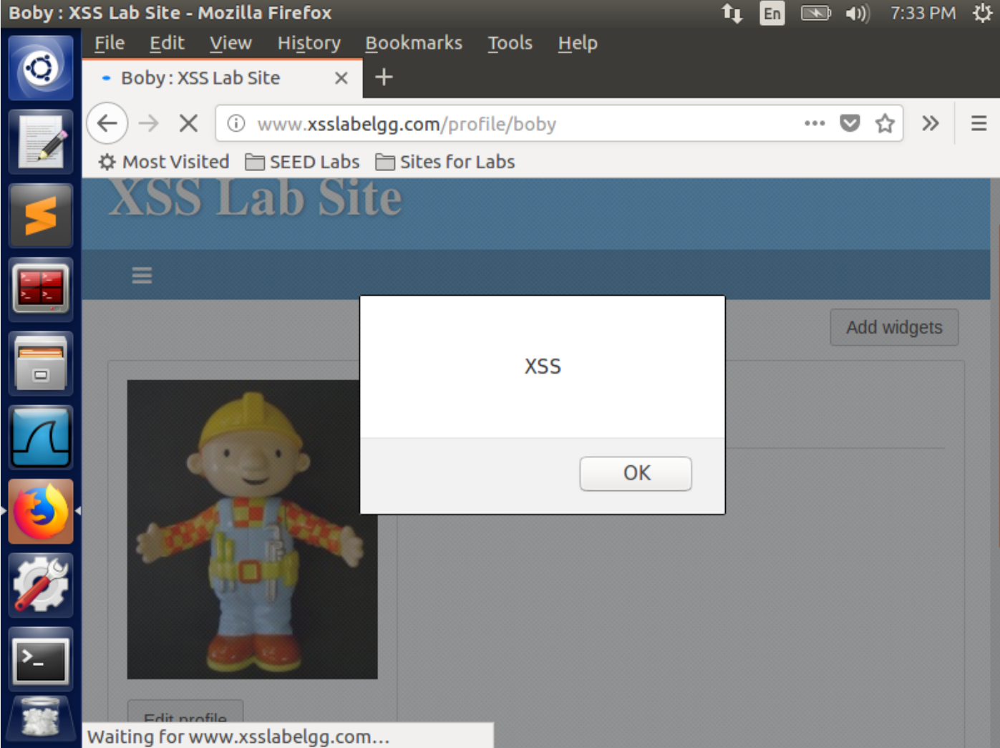 Boby : XSS Lab Site - Mozilla Firefox
En
7:33 PM
File Edit View History Bookmarks Tools Help
Boby : XSS Lab Site
www.xsslabelgg.com/profile/boby
Most Visited SEED Labs Sites for Labs
XSS Lab Site
Add widgets
XSS
OK
Edit profile
Waiting for www.xsslabelgg.com...